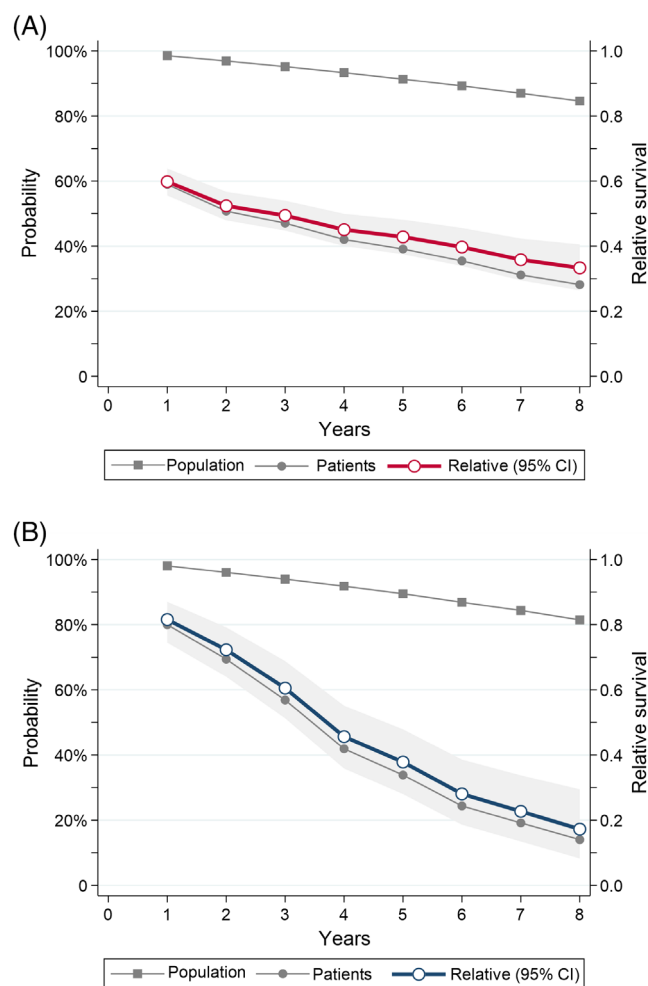 (A)
100%
80%
60%
40%
20%
0
Probability
1.0
0.8
0.6
0.4
0.2
0.0
Relative survival
0 1 2 3 4 5 6 7 8
Years
Population Patients Relative (95% CI)
(B)
100%
80%
60%
40%
20%
0
Probability
1.0
0.8
0.6
0.4
0.2
0.0
Relative survival
0 1 2 3 4 5 6 7 8
Years
Population Patients Relative (95% CI)